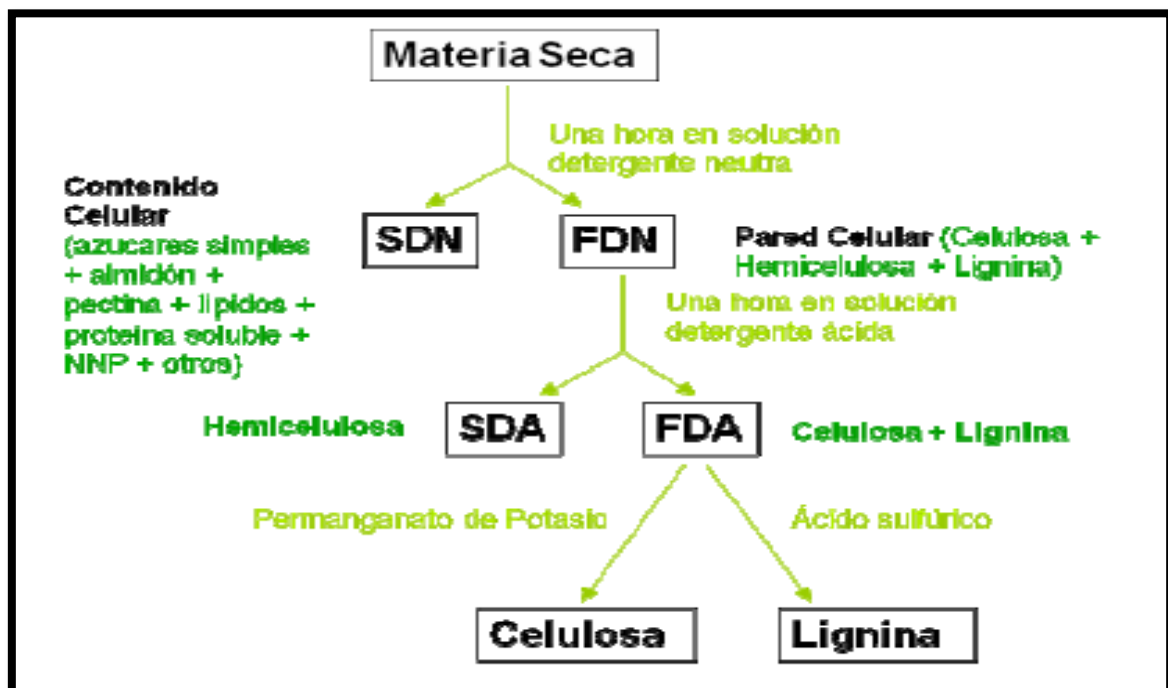 Materia Seca
Una hora en solución
detergente neutra
Contenido
Celular
(azucares simples
+ almidón +
pectina + lipidos +
proteina soluble +
NNP + otros)
SDN
FDN
Pared Celular (Celulosa +
Hemicelulosa + Lignina)
Una hora en solución
detergente ácida
Hemicelulosa
SDA
FDA
Celulosa + Lignina
Permanganato de Potasio
Ácido sulfúrico
Celulosa
Lignina